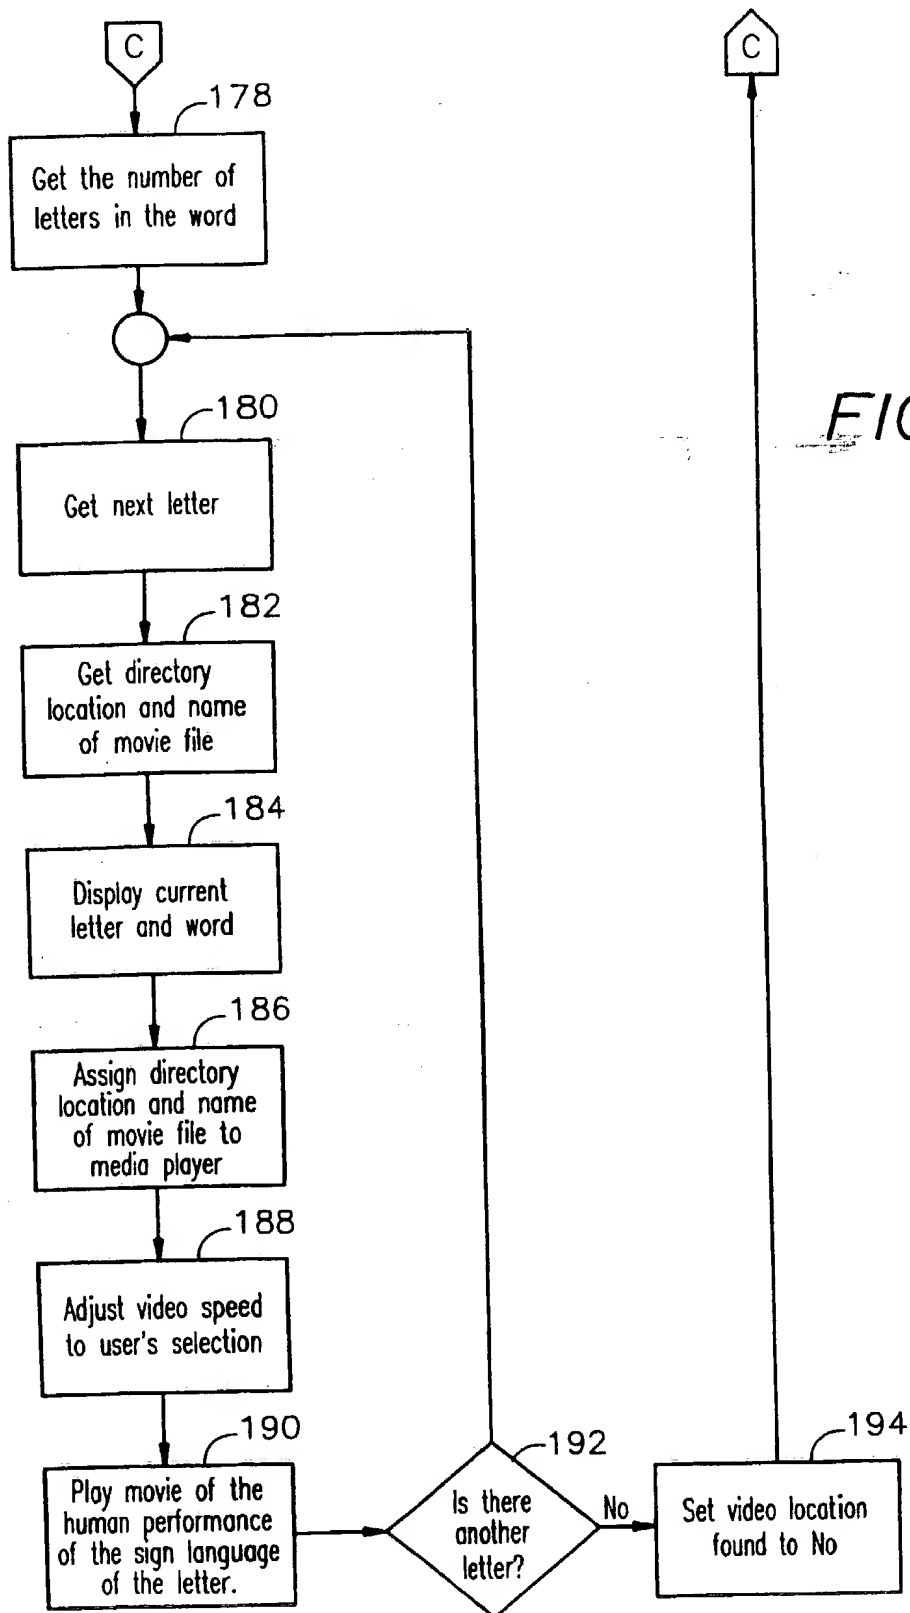 C
178
Get the number of
letters in the word
180
Get next letter
182
Get directory
location and name
of movie file
184
Display current
letter and word
186
Assign directory
location and name
of movie file to
media player
188
Adjust video speed
to user's selection
190
Play movie of the
human performance
of the sign language
of the letter.
192
Is there
another
letter?
No
194
Set video location
found to No
C
FIG